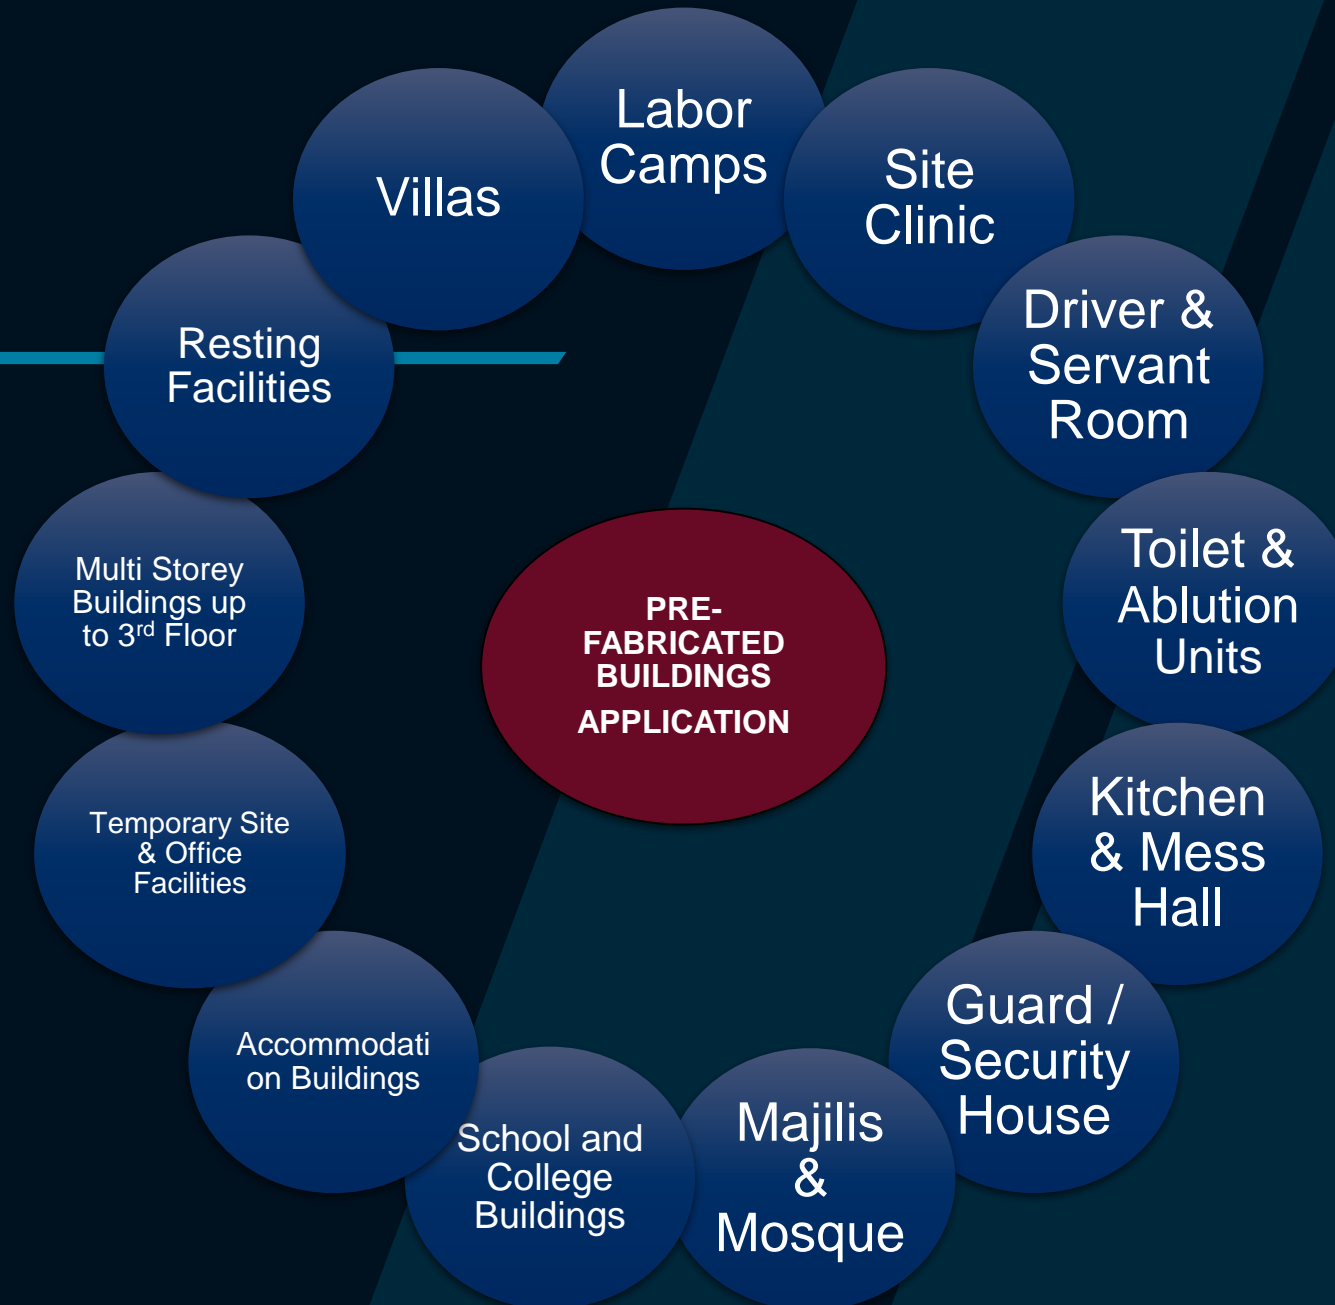 Labor
Camps
Site
Clinic
Driver &
Servant
Room
Toilet &
Ablution
Units
Kitchen
& Mess
Hall
Guard /
Security
House
Majilis
&
Mosque
School and
College
Buildings
Accommodati
on Buildings
Temporary Site
& Office
Facilities
Multi Storey
Buildings up
to 3rd Floor
Resting
Facilities
Villas
PRE-
FABRICATED
BUILDINGS
APPLICATION